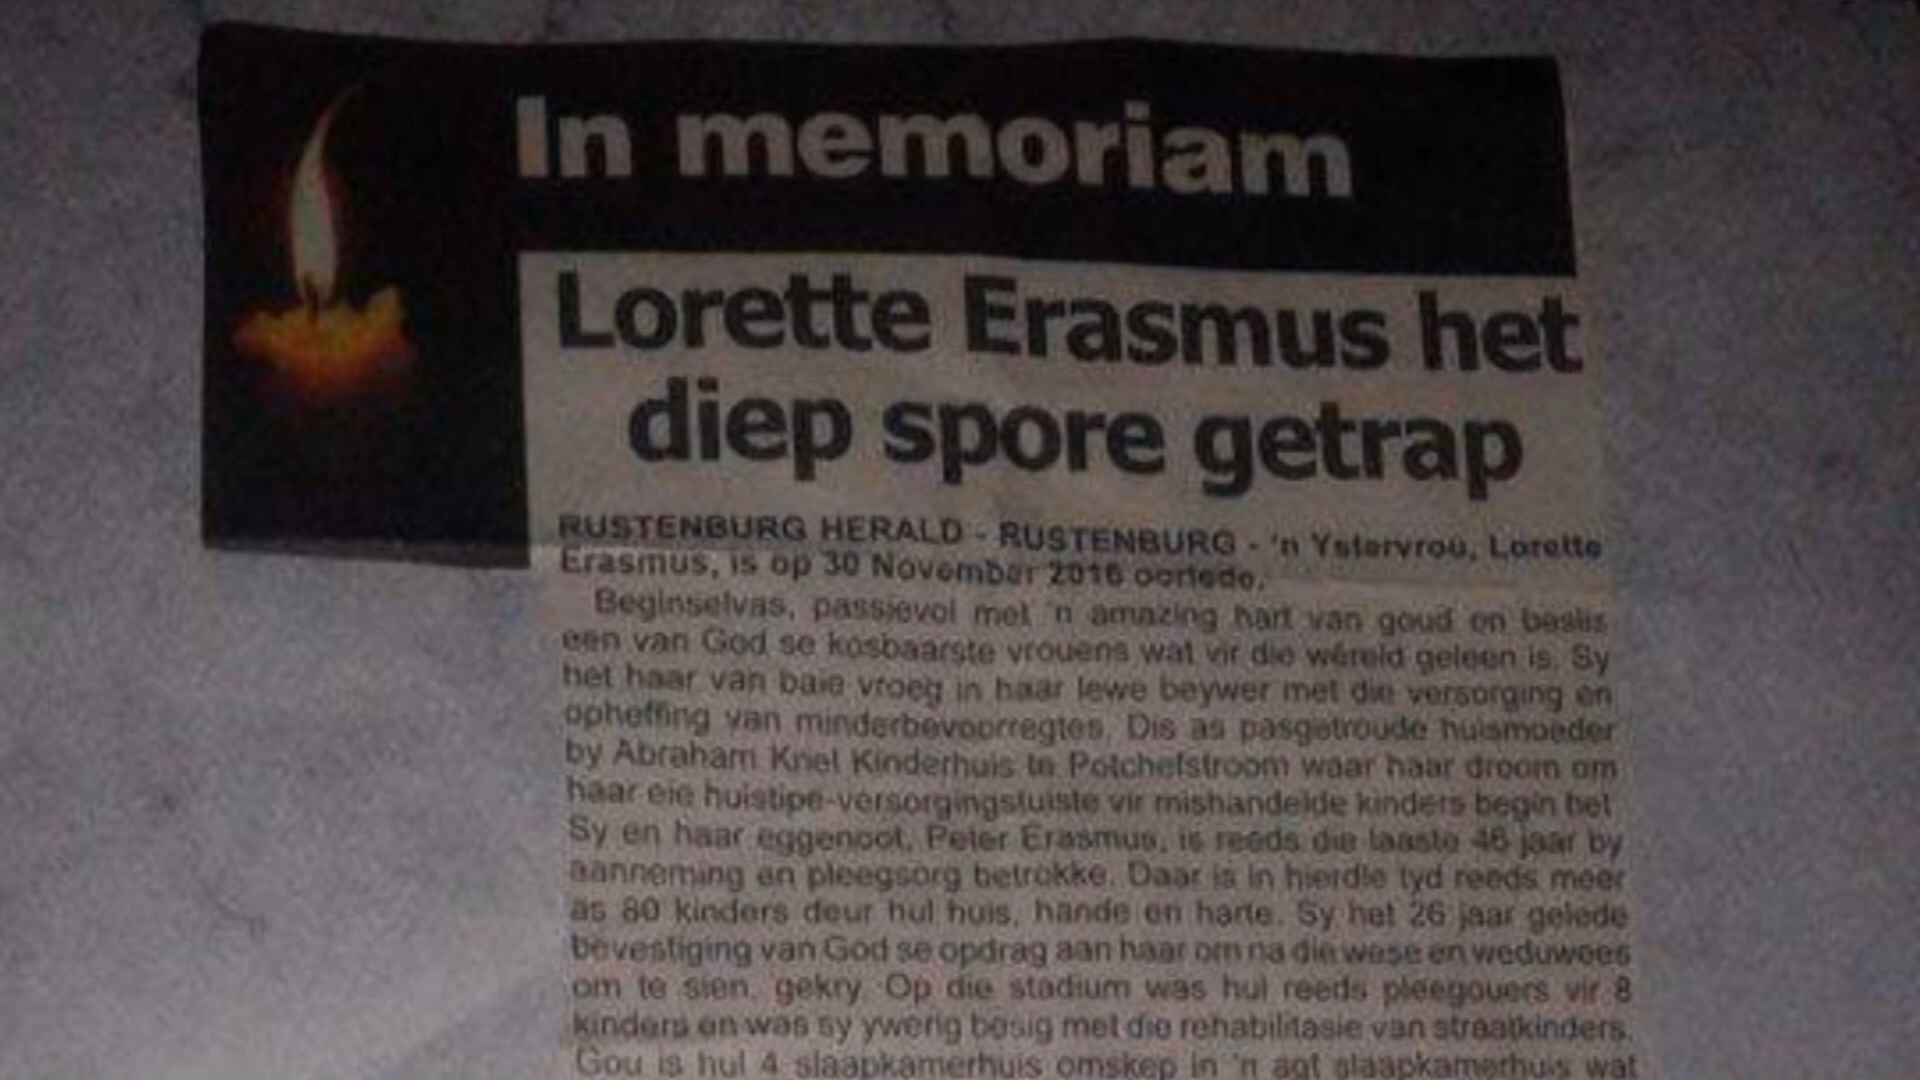 In memoriam
Lorette Erasmus het
diep spore getrap
RUSTENBURG HERALD - RUSTENBURG - 'n Ystervrou, Lorette
Erasmus, is op 30 November 2016 oorlede.
Beginselvas, passievol met 'n amazing hart van goud en beslis
een van God se kosbaarste vrouens wat vir die wêreld geleen is. Sy
het haar van baie vroeg in haar lewe beywer met die versorging en
opheffing van minderbevoorregtes. Dis as pasgetroude huismoeder
by Abraham Kriel Kinderhuis te Potchefstroom waar haar droom om
haar eie huistipe-versorgingstuiste vir mishandelde kinders begin het.
Sy en haar eggenoot, Peter Erasmus, is reeds die laaste 46 jaar by
aanneming en pleegsorg betrokke. Daar is in hierdie tyd reeds meer
as 80 kinders deur hul huis, hande en harte. Sy het 26 jaar gelede
bevestiging van God se opdrag aan haar om na die wese en weduwees
om te sien, gekry. Op die stadium was hul reeds pleegouers vir 8
kinders en was sy ywerig besig met die rehabilitasie van straatkinders.
Gou is hul 4 slaapkamerhuis omskep in 'n agt slaapkamerhuis wat